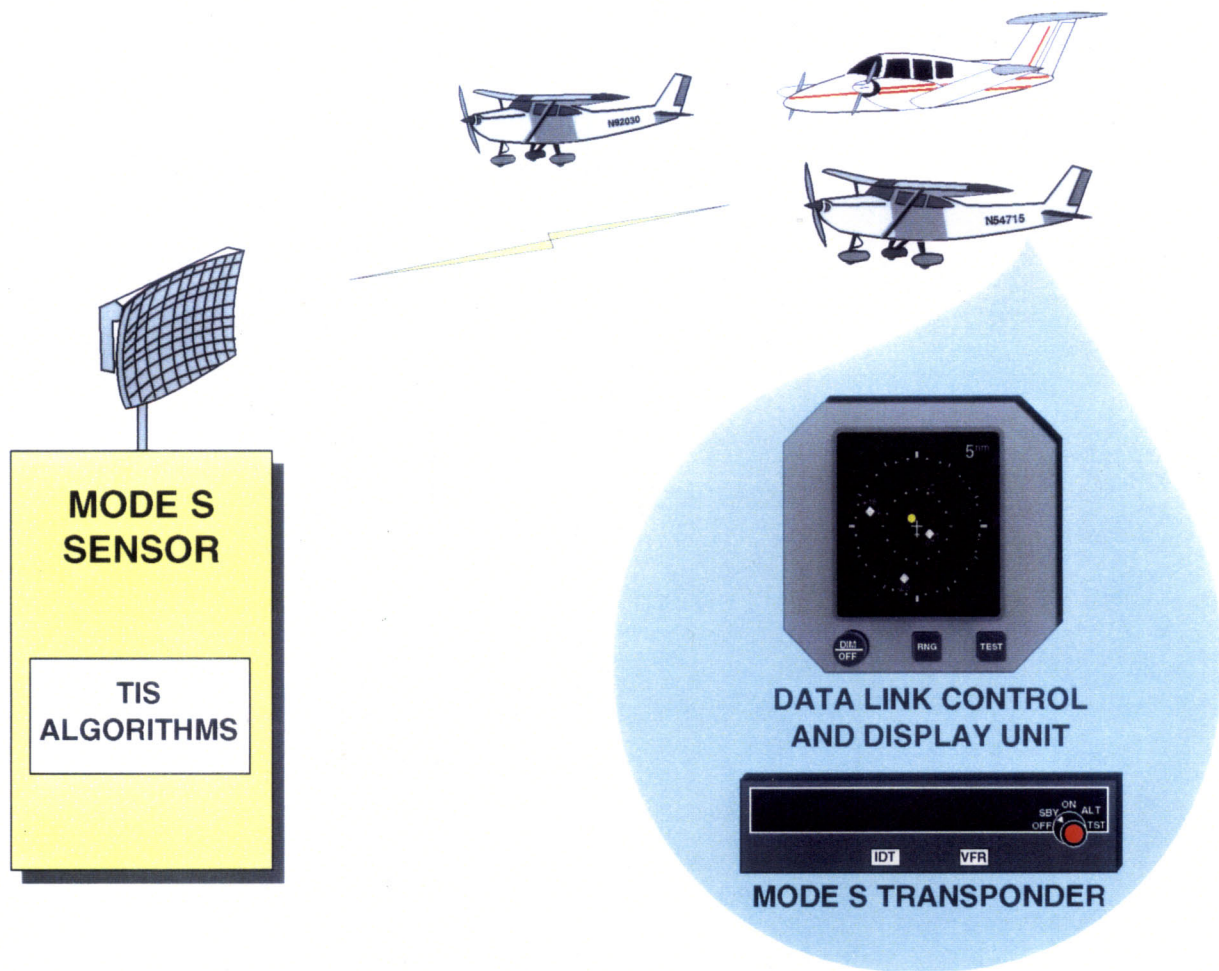 N92030
N54715
MODE S
SENSOR
TIS
ALGORITHMS
5nm
DIM
OFF
RNG
TEST
DATA LINK CONTROL
AND DISPLAY UNIT
ON
SBY
ALT
OFF
TST
IDT
VFR
MODE S TRANSPONDER